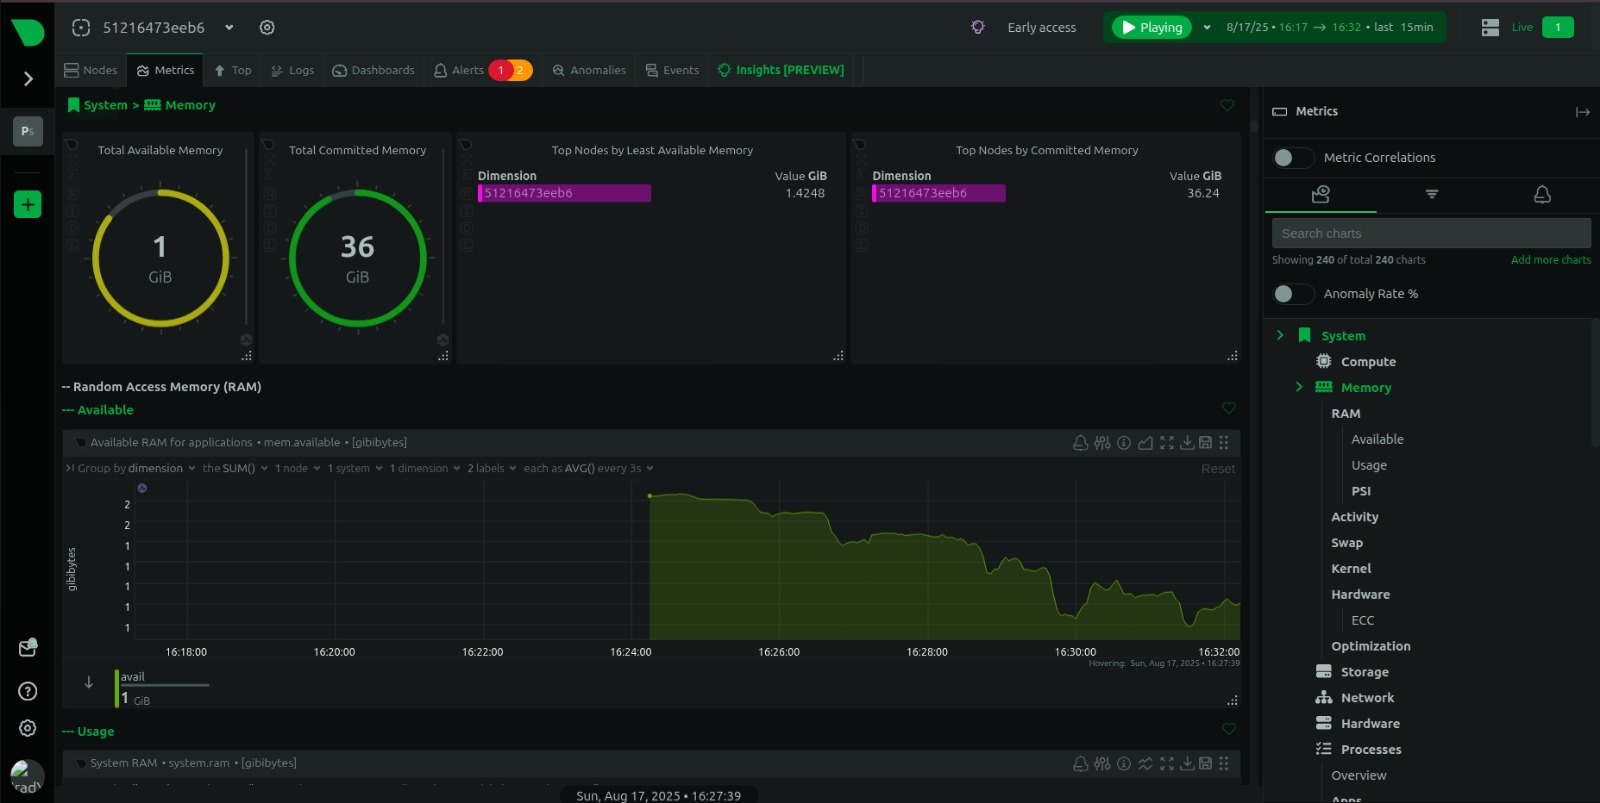 51216473eeb6
Early access
Playing
8/17/25 • 16:17 → 16:32 • last 15min
Live
1
Nodes
Metrics
Top
Logs
Dashboards
Alerts 1 2
Anomalies
Events
Insights [PREVIEW]
System > Memory
Ps
Total Available Memory
1
GiB
Total Committed Memory
36
GiB
Top Nodes by Least Available Memory
Dimension Value GiB
51216473eeb6 1.4248
Top Nodes by Committed Memory
Dimension Value GiB
51216473eeb6 36.24
-- Random Access Memory (RAM)
--- Available
Available RAM for applications • mem.available • [gibibytes]
Group by dimension the SUM() 1 node 1 system 1 dimension 2 labels each as AVG() every 3s Reset
gibibytes
2
2
1
1
1
1
1
16:18:00 16:20:00 16:22:00 16:24:00 16:26:00 16:28:00 16:30:00 16:32:00
Hovering: Sun, Aug 17, 2025 • 16:27:39
avail
1 GiB
--- Usage
System RAM • system.ram • [gibibytes]
Sun, Aug 17, 2025 • 16:27:39
Metrics
Metric Correlations
Search charts
Showing 240 of total 240 charts Add more charts
Anomaly Rate %
System
Compute
Memory
RAM
Available
Usage
PSI
Activity
Swap
Kernel
Hardware
ECC
Optimization
Storage
Network
Hardware
Processes
Overview
Apps